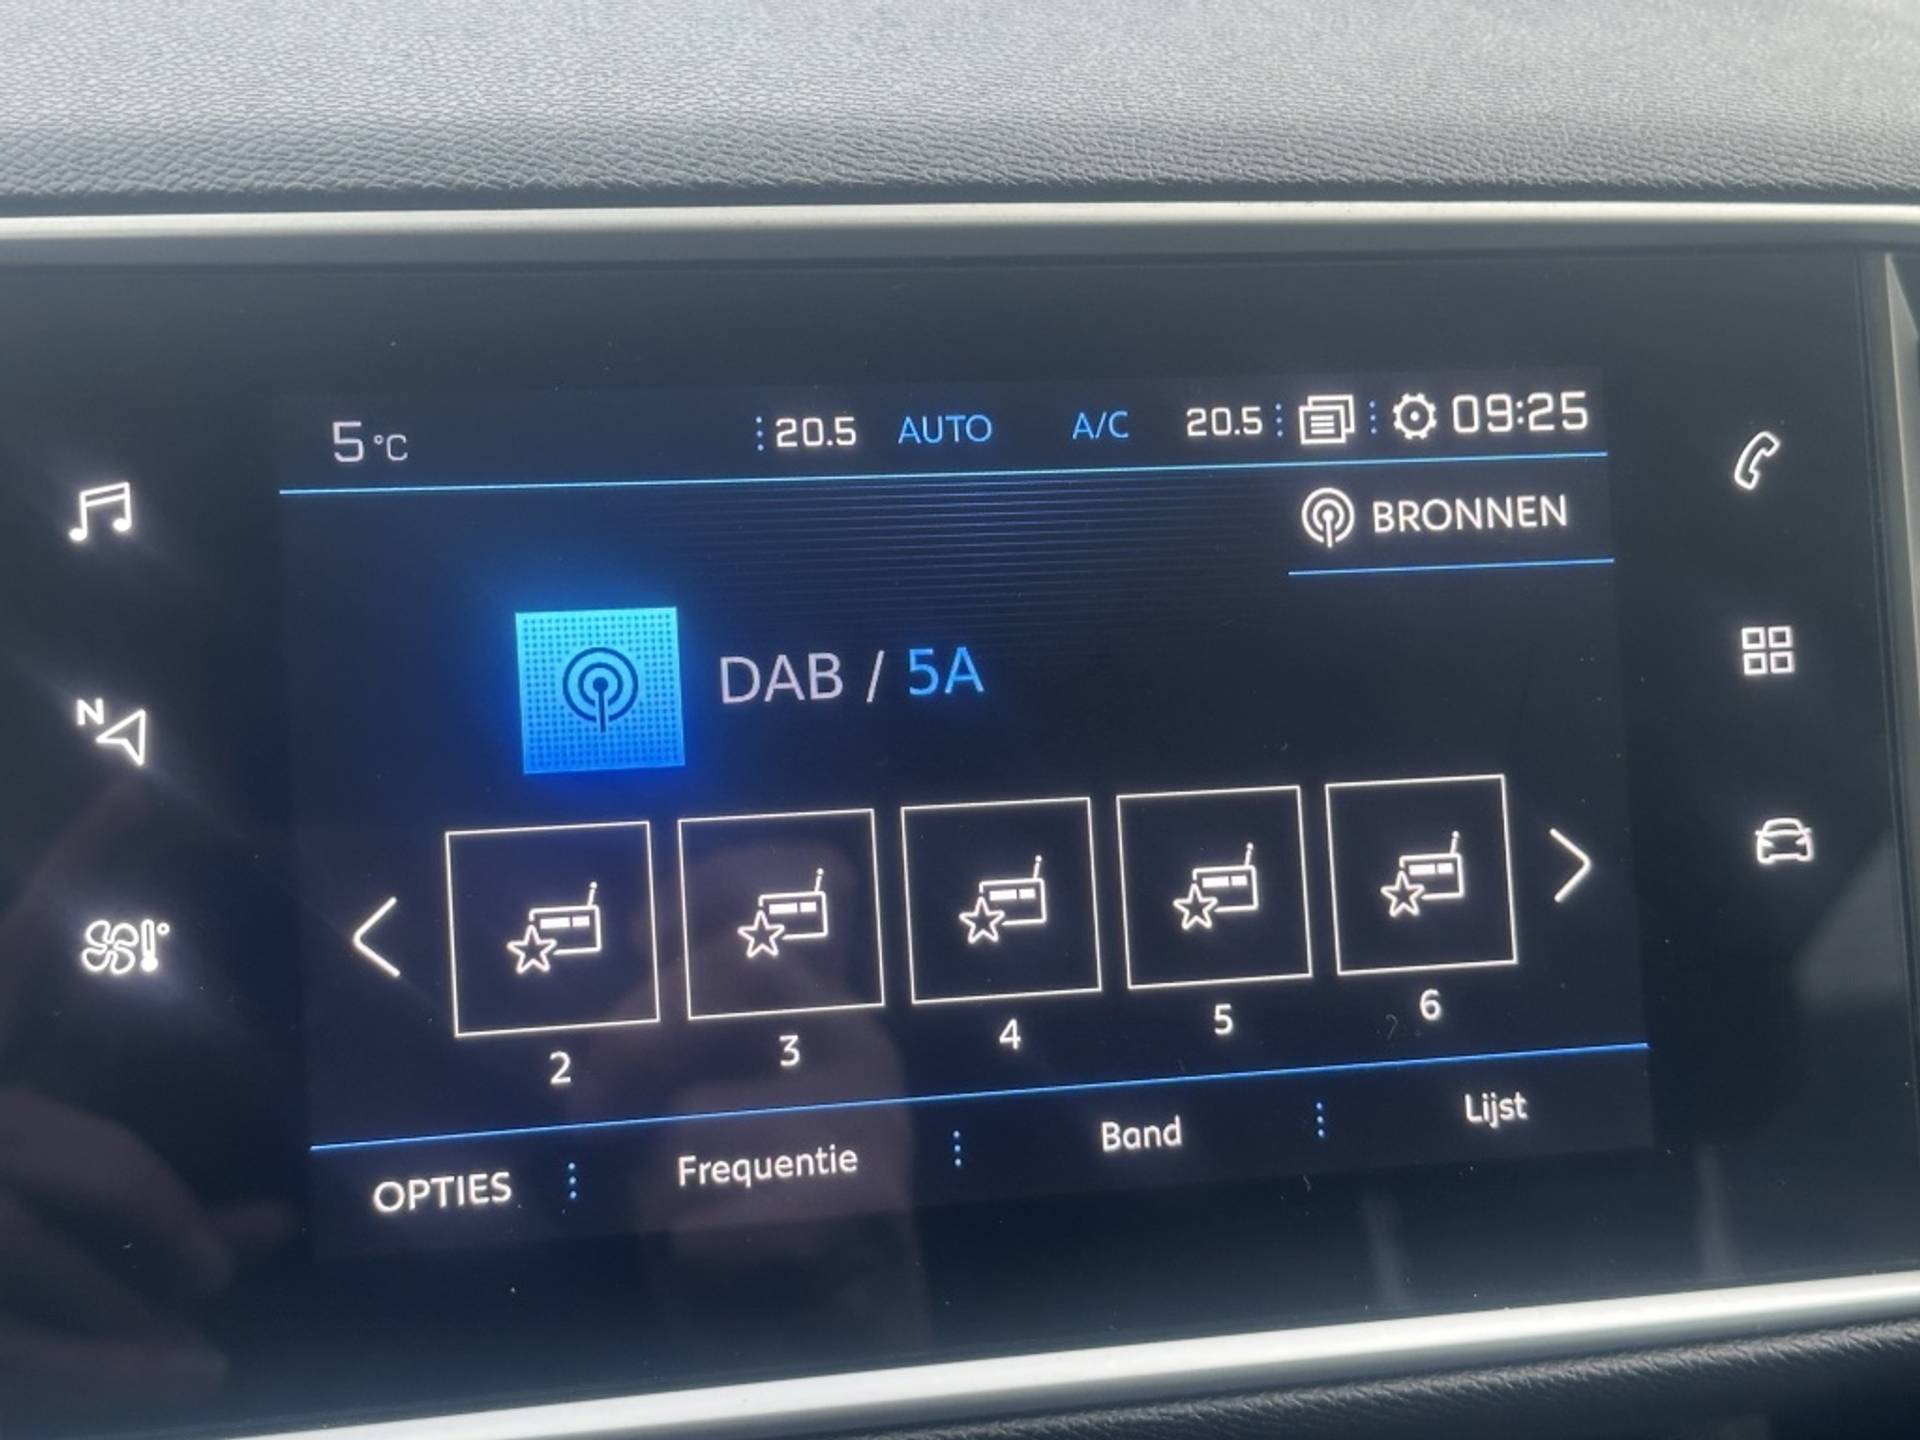 5 °C 20.5 AUTO A/C 20.5 09:25
BRONNEN
N
DAB / 5A
2 3 4 5 6
OPTIES Frequentie Band Lijst